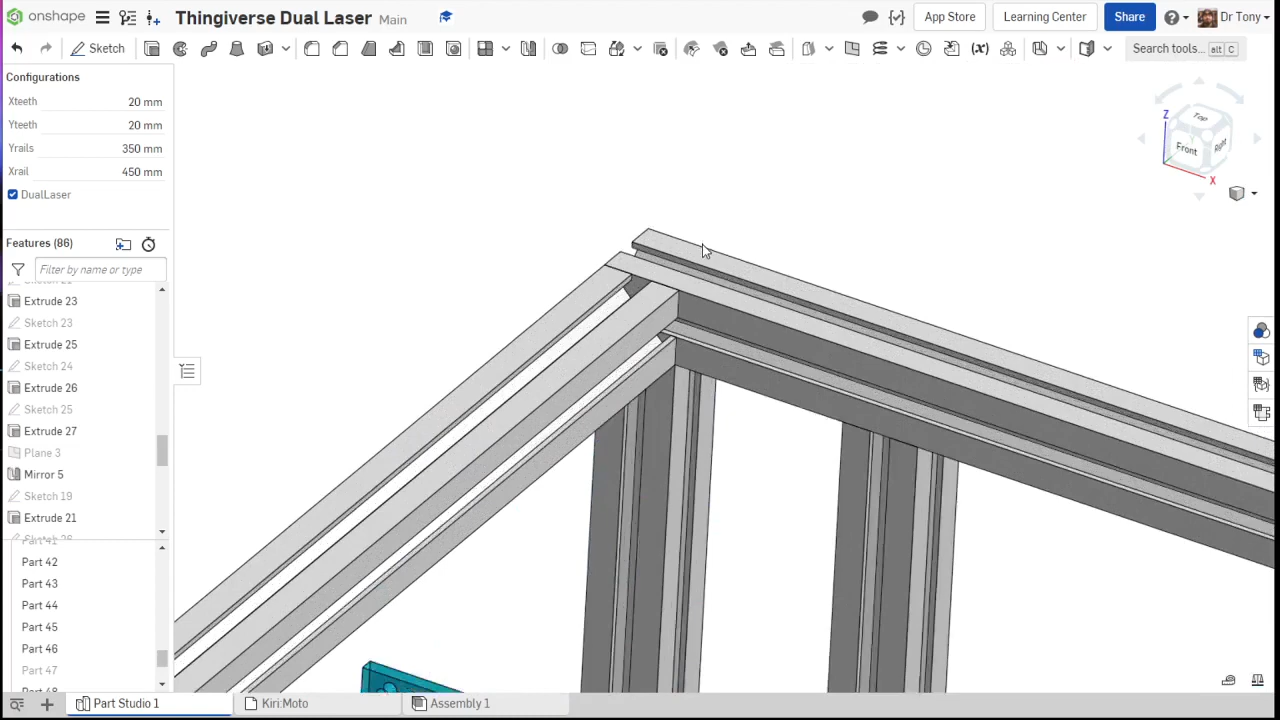 onshape
Thingiverse Dual Laser Main
App Store
Learning Center
Share
Dr Tony
Sketch
Search tools... alt C
Configurations
Xteeth 20 mm
Yteeth 20 mm
Yrails 350 mm
Xrail 450 mm
DualLaser
Features (86)
Filter by name or type
Extrude 23
Sketch 23
Extrude 25
Sketch 24
Extrude 26
Sketch 25
Extrude 27
Plane 3
Mirror 5
Sketch 19
Extrude 21
Part 41
Part 42
Part 43
Part 44
Part 45
Part 46
Part 47
Part 48
Z
Top
Front
Right
X
Part Studio 1
Kiri:Moto
Assembly 1